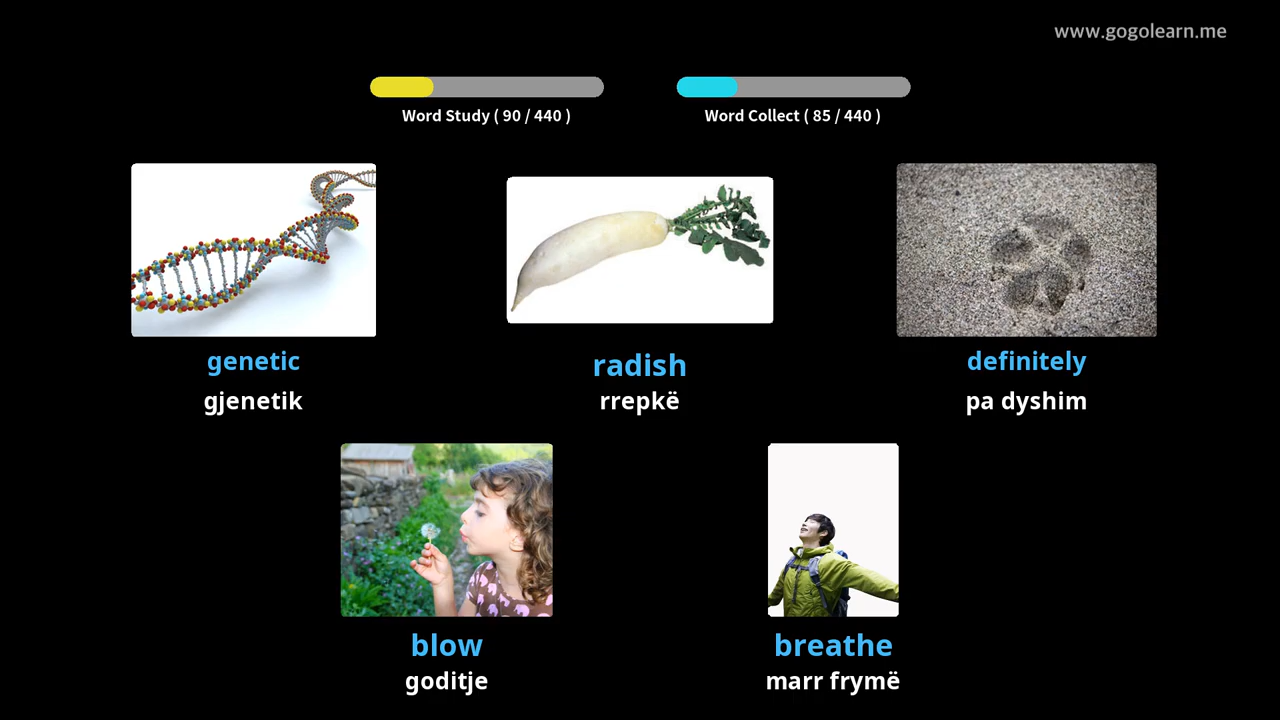 www.gogolearn.me
Word Study ( 90 / 440 )
Word Collect ( 85 / 440 )
genetic
gjenetik
radish
rrepkë
definitely
pa dyshim
blow
goditje
breathe
marr frymë